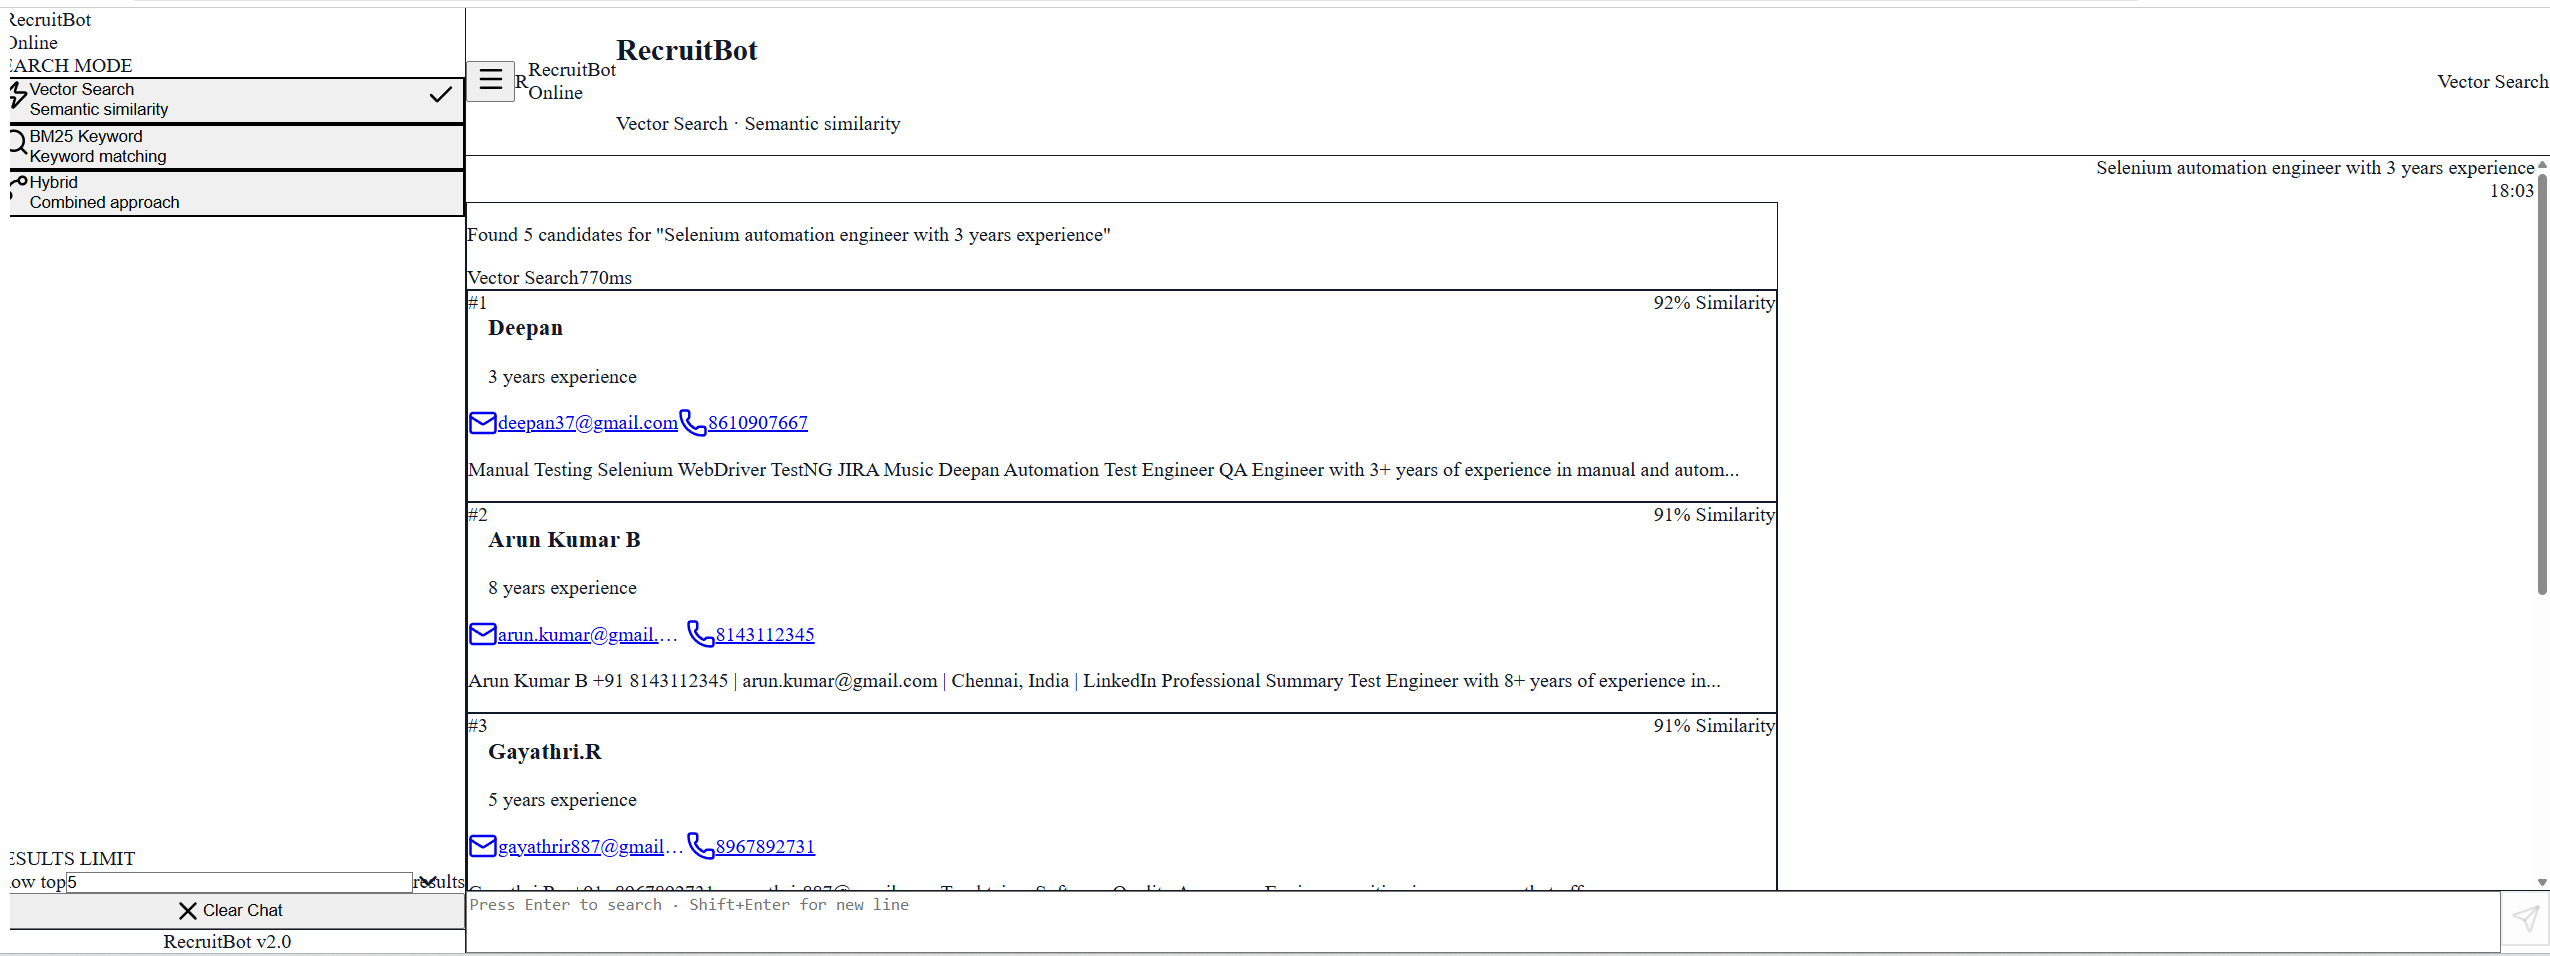 RecruitBot
Online
EARCH MODE
Vector Search
Semantic similarity
BM25 Keyword
Keyword matching
Hybrid
Combined approach
ESULTS LIMIT
ow top 5 results
Clear Chat
RecruitBot v2.0
R
RecruitBot
Online
RecruitBot
Vector Search · Semantic similarity
Vector Search
Selenium automation engineer with 3 years experience
18:03
Found 5 candidates for "Selenium automation engineer with 3 years experience"
Vector Search770ms
#1 92% Similarity
Deepan
3 years experience
deepan37@gmail.com 8610907667
Manual Testing Selenium WebDriver TestNG JIRA Music Deepan Automation Test Engineer QA Engineer with 3+ years of experience in manual and autom...
#2 91% Similarity
Arun Kumar B
8 years experience
arun.kumar@gmail.… 8143112345
Arun Kumar B +91 8143112345 | arun.kumar@gmail.com | Chennai, India | LinkedIn Professional Summary Test Engineer with 8+ years of experience in...
#3 91% Similarity
Gayathri.R
5 years experience
gayathrir887@gmail… 8967892731
Press Enter to search · Shift+Enter for new line